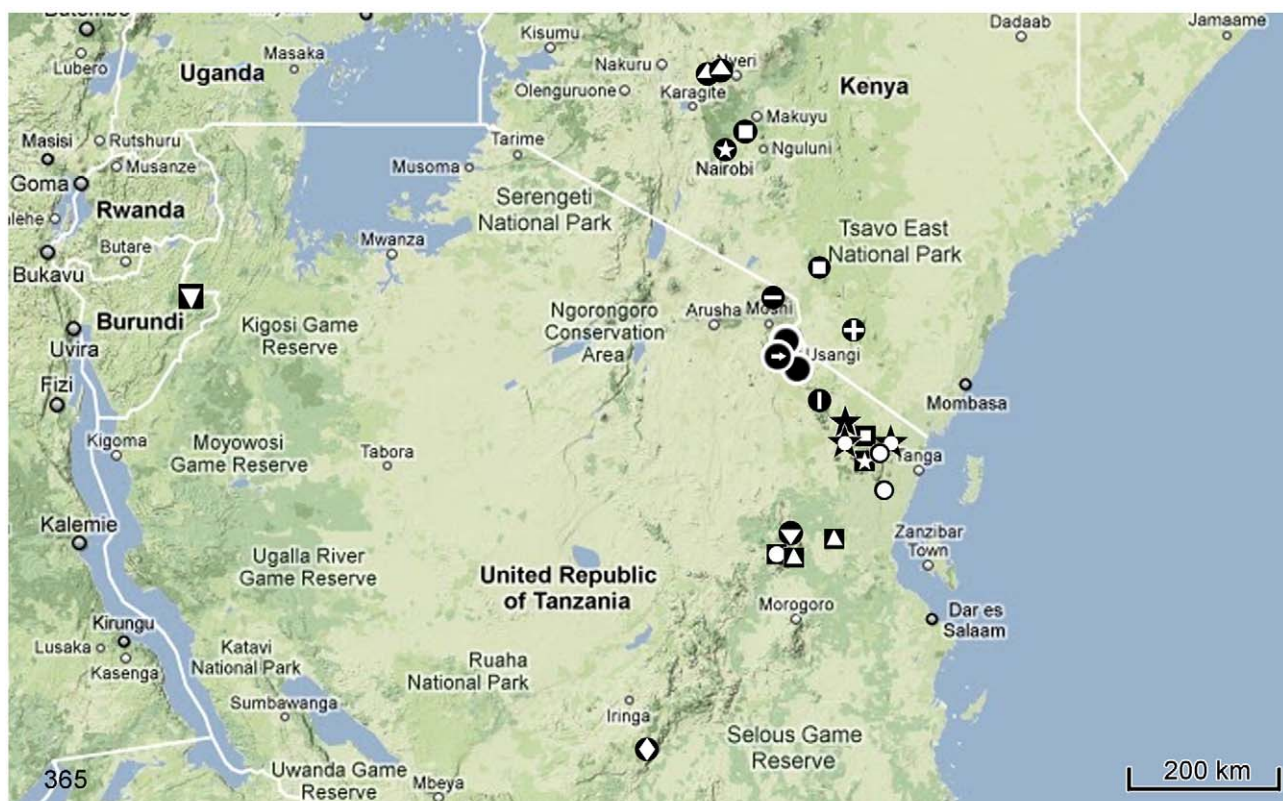 Butembo
Lubero
Uganda
Masaka
Kisumu
Nakuru
Nyeri
Dadaab
Jamaame
Olenguruone
Karagite
Kenya
Masisi
Rutshuru
Musanze
Tarime
Musoma
Makuyu
Nguluni
Nairobi
Goma
Rwanda
Serengeti
National Park
Butare
Mwanza
Tsavo East
National Park
Bukavu
Burundi
Kigosi Game
Reserve
Ngorongoro
Conservation
Area
Arusha
Moshi
Uvira
Usangi
Fizi
Mombasa
Kigoma
Moyowosi
Game Reserve
Tabora
Tanga
Kalemie
Ugalla River
Game Reserve
United Republic
of Tanzania
Zanzibar
Town
Morogoro
Dar es
Salaam
Kirungu
Lusaka
Kasenga
Katavi
National Park
Ruaha
National Park
Sumbawanga
Iringa
Selous Game
Reserve
365
Uwanda Game
Reserve
Mbeya
200 km